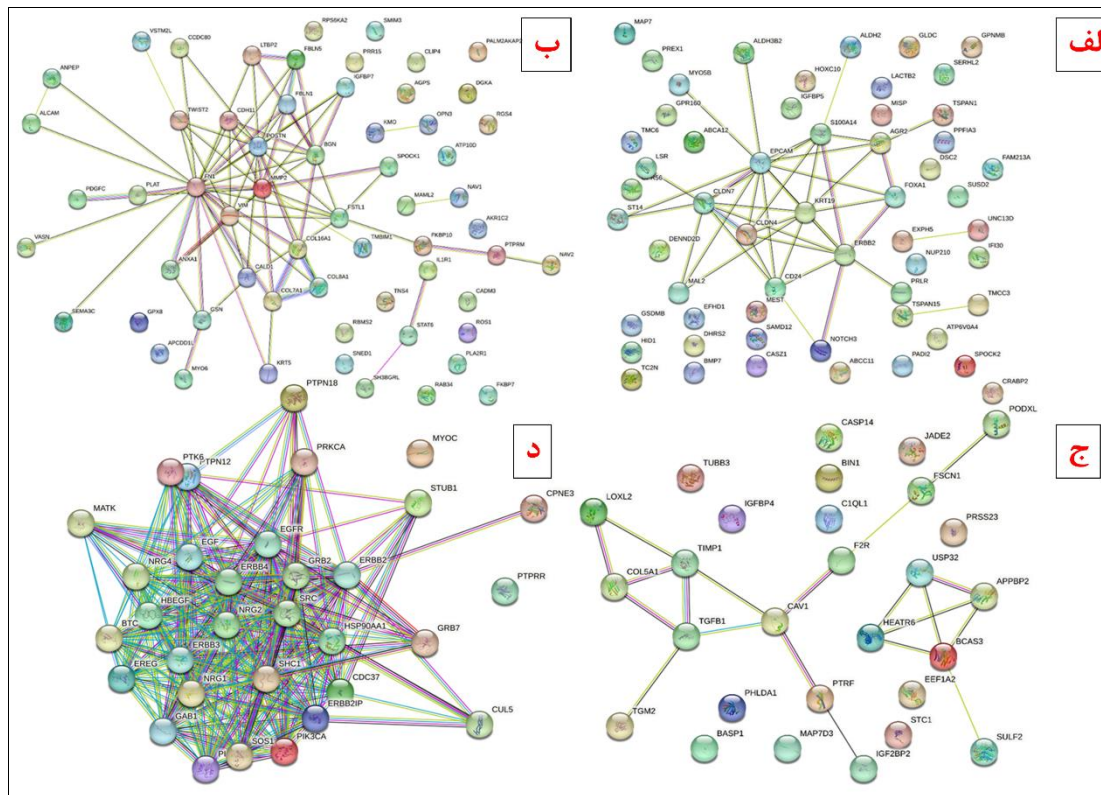 لف
MAP7
PREX1
ALDH3B2
ALDH2
GLDC
GPNMB
MYO5B
HOXC10
SERHL2
IGFBP5
LACTB2
GPR160
MISP
TSPAN1
S100A14
TMC6
ABCA12
AGR2
PPFIA3
EPCAM
LSR
DSC2
FAM213A
CLDN7
FOXA1
SUSD2
KRT19
ST14
CLDN4
UNC13D
ERBB2
EXPH5
DENND2D
NUP210
IFI30
CD24
MAL2
PRLR
MEST
TSPAN15
TMCC3
GSDMB
EFHD1
SAMD12
NOTCH3
ATP6V0A4
HID1
DHRS2
CASZ1
ABCC11
PADI2
SPOCK2
TC2N
BMP7
CRABP2
ب
RPS6KA2
SMIM3
VSTM2L
CCDC80
LTBP2
FBLN5
PRR15
CLIP4
PALM2AKAP2
ANPEP
IGFBP7
AGPS
DGKA
TWIST2
CDH11
FBLN1
KMO
OPN3
RGS4
ALCAM
POSTN
BGN
ATP10D
FN1
MMP2
SPOCK1
PDGFC
PLAT
MAML2
NAV1
VIM
FSTL1
AKR1C2
VASN
COL16A1
TMBIM1
FKBP10
PTPRM
ANXA1
CALD1
IL1R1
NAV2
COL7A1
COL8A1
TNS4
CADM3
SEMA3C
GPX8
GSN
RBMS2
STAT6
ROS1
APCDD1L
SNED1
PLA2R1
MYO6
KRT5
SH3BGRL
RAB34
FKBP7
ج
PODXL
CASP14
JADE2
TUBB3
BIN1
FSCN1
LOXL2
IGFBP4
C1QL1
PRSS23
TIMP1
F2R
USP32
COL5A1
APPBP2
CAV1
TGFB1
HEATR6
BCAS3
EEF1A2
PHLDA1
PTRF
TGM2
STC1
BASP1
MAP7D3
IGF2BP2
SULF2
د
PTPN18
MYOC
PTK6
PTPN12
PRKCA
STUB1
CPNE3
MATK
EGFR
EGF
GRB2
ERBB2
NRG4
ERBB4
PTPRR
HBEGF
SRC
NRG2
HSP90AA1
BTC
GRB7
ERBB3
EREG
SHC1
NRG1
CDC37
ERBB2IP
GAB1
CUL5
SOS1
PIK3CA